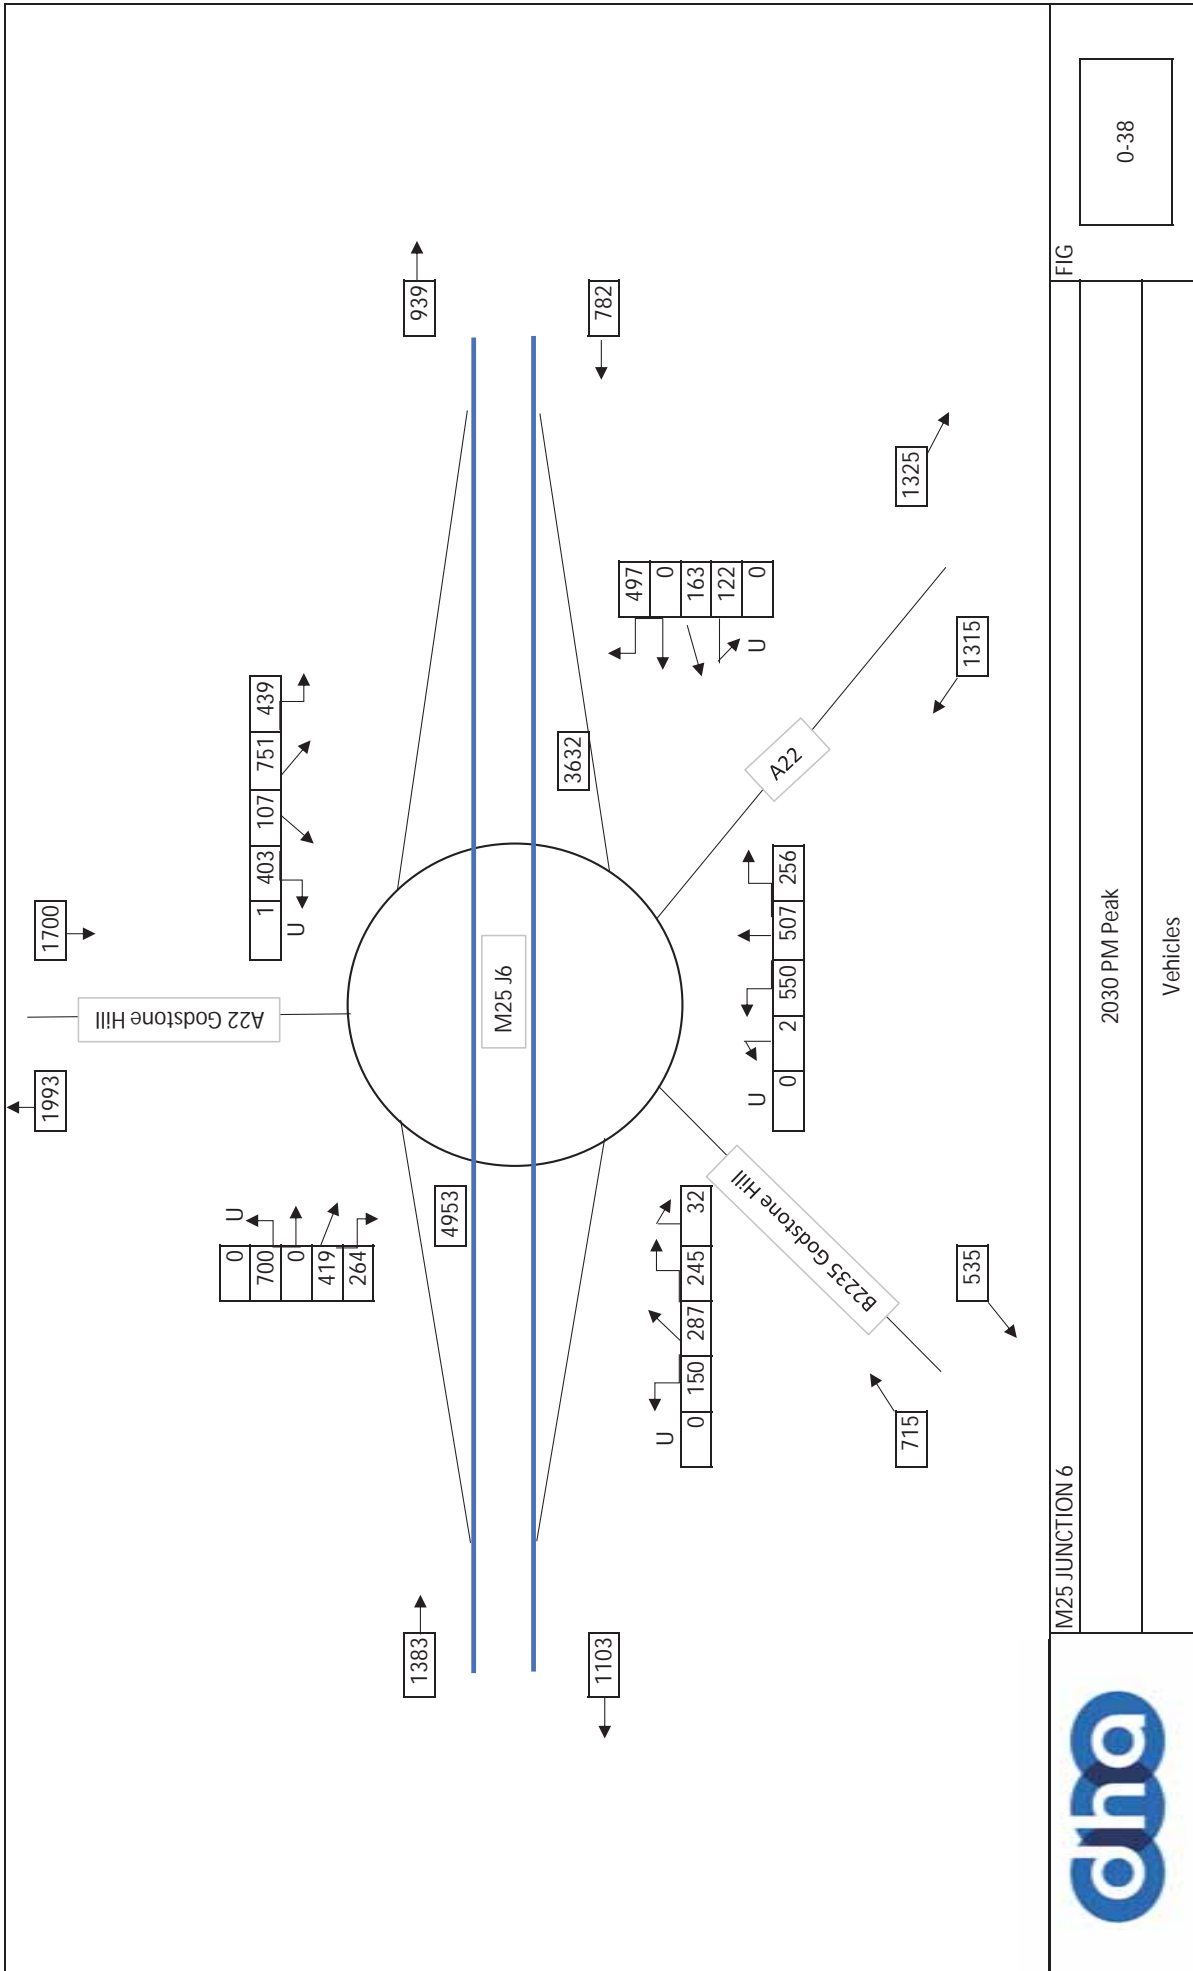 1993
1700
A22 Godstone Hill
U
0
700
0
419
264
1 403 107 751 439
U
1383
4953
939
M25 J6
3632
1103
782
497
0
163
122
0
U
U
0 150 287 245 32
B2235 Godstone Hill
A22
U
0 2 550 507 256
715
535
1315
1325
M25 JUNCTION 6
FIG
2030 PM Peak
0-38
Vehicles
dha